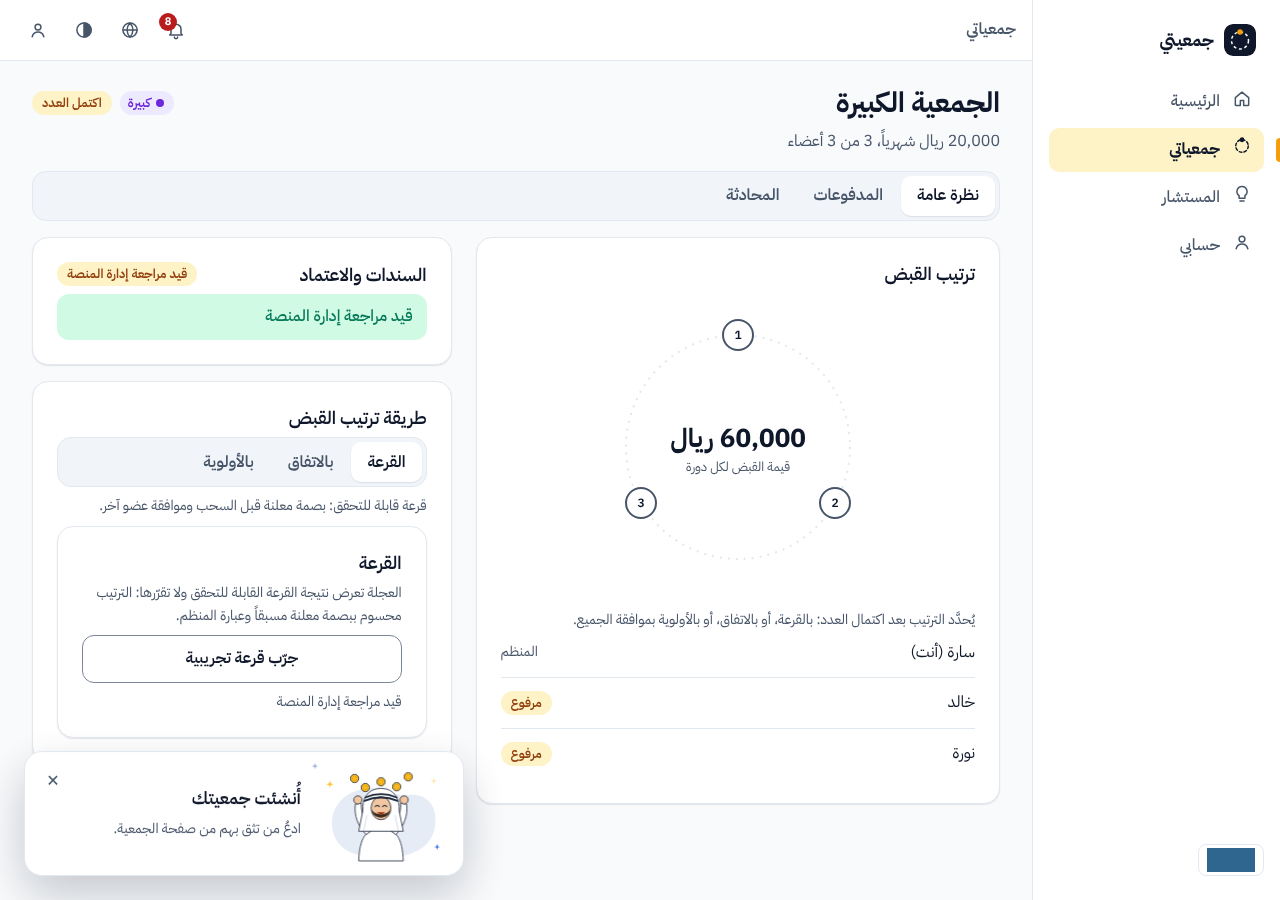 جمعيتي
الرئيسية
جمعياتي
المستشار
حسابي
جمعياتي
8
الجمعية الكبيرة
كبيرة
اكتمل العدد
20,000 ريال شهرياً، 3 من 3 أعضاء
نظرة عامة
المدفوعات
المحادثة
ترتيب القبض
1
60,000 ريال
قيمة القبض لكل دورة
2
3
يُحدَّد الترتيب بعد اكتمال العدد: بالقرعة، أو بالاتفاق، أو بالأولوية بموافقة الجميع.
سارة (أنت)
المنظم
خالد
مرفوع
نورة
مرفوع
السندات والاعتماد
قيد مراجعة إدارة المنصة
قيد مراجعة إدارة المنصة
طريقة ترتيب القبض
القرعة
بالاتفاق
بالأولوية
قرعة قابلة للتحقق: بصمة معلنة قبل السحب وموافقة عضو آخر.
القرعة
العجلة تعرض نتيجة القرعة القابلة للتحقق ولا تقرّرها: الترتيب
محسوم ببصمة معلنة مسبقاً وعبارة المنظم.
جرّب قرعة تجريبية
قيد مراجعة إدارة المنصة
أُنشئت جمعيتك
ادعُ من تثق بهم من صفحة الجمعية.